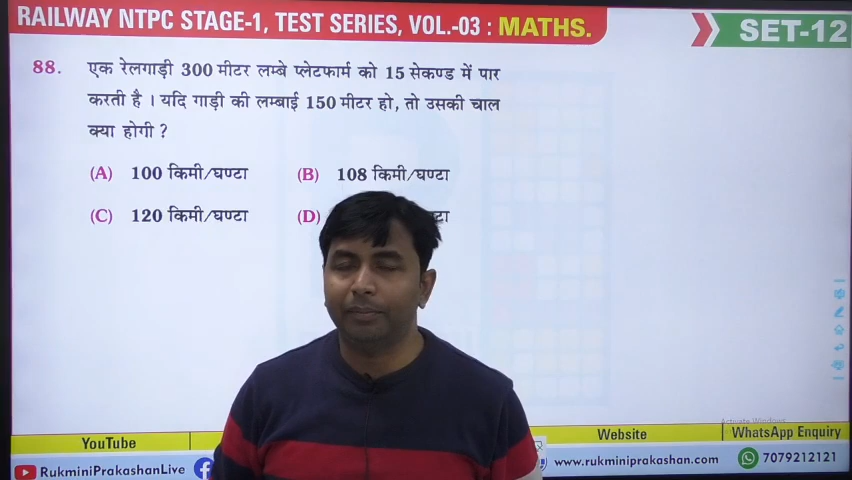 RAILWAY NTPC STAGE-1, TEST SERIES, VOL.-03 : MATHS.
SET-12
88. एक रेलगाड़ी 300 मीटर लम्बे प्लेटफार्म को 15 सेकण्ड में पार
करती है । यदि गाड़ी की लम्बाई 150 मीटर हो, तो उसकी चाल
क्या होगी ?
(A) 100 किमी/घण्टा (B) 108 किमी/घण्टा
(C) 120 किमी/घण्टा (D)
Activate Windows
YouTube Website WhatsApp Enquiry
RukminiPrakashanLive www.rukminiprakashan.com 7079212121